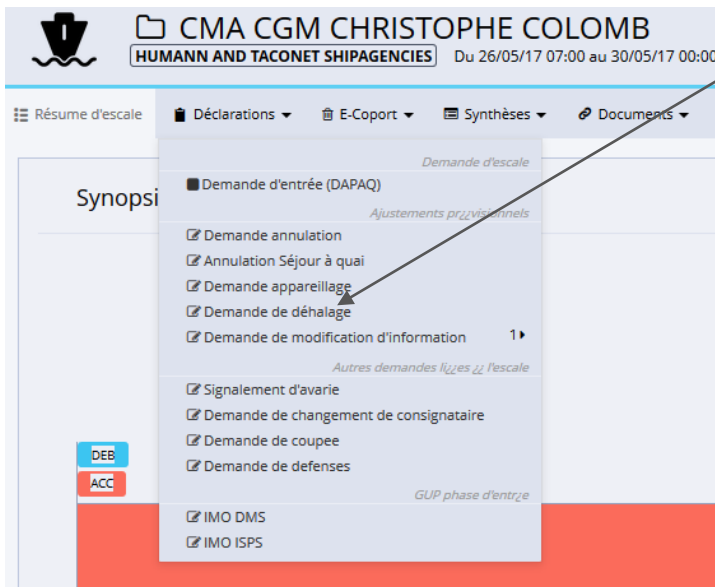 CMA CGM CHRISTOPHE COLOMB
HUMANN AND TACONET SHIPAGENCIES Du 26/05/17 07:00 au 30/05/17 00:00
Résume d'escale Déclarations E-Coport Synthèses Documents
Demande d'escale
Demande d'entrée (DAPAQ)
Synopsi
Ajustements pr¿¿visionnels
Demande annulation
Annulation Séjour à quai
Demande appareillage
Demande de déhalage
Demande de modification d'information 1
Autres demandes li¿¿es ¿¿ l'escale
Signalement d'avarie
Demande de changement de consignataire
Demande de coupee
DEB
Demande de defenses
ACC
GUP phase d'entr¿e
IMO DMS
IMO ISPS